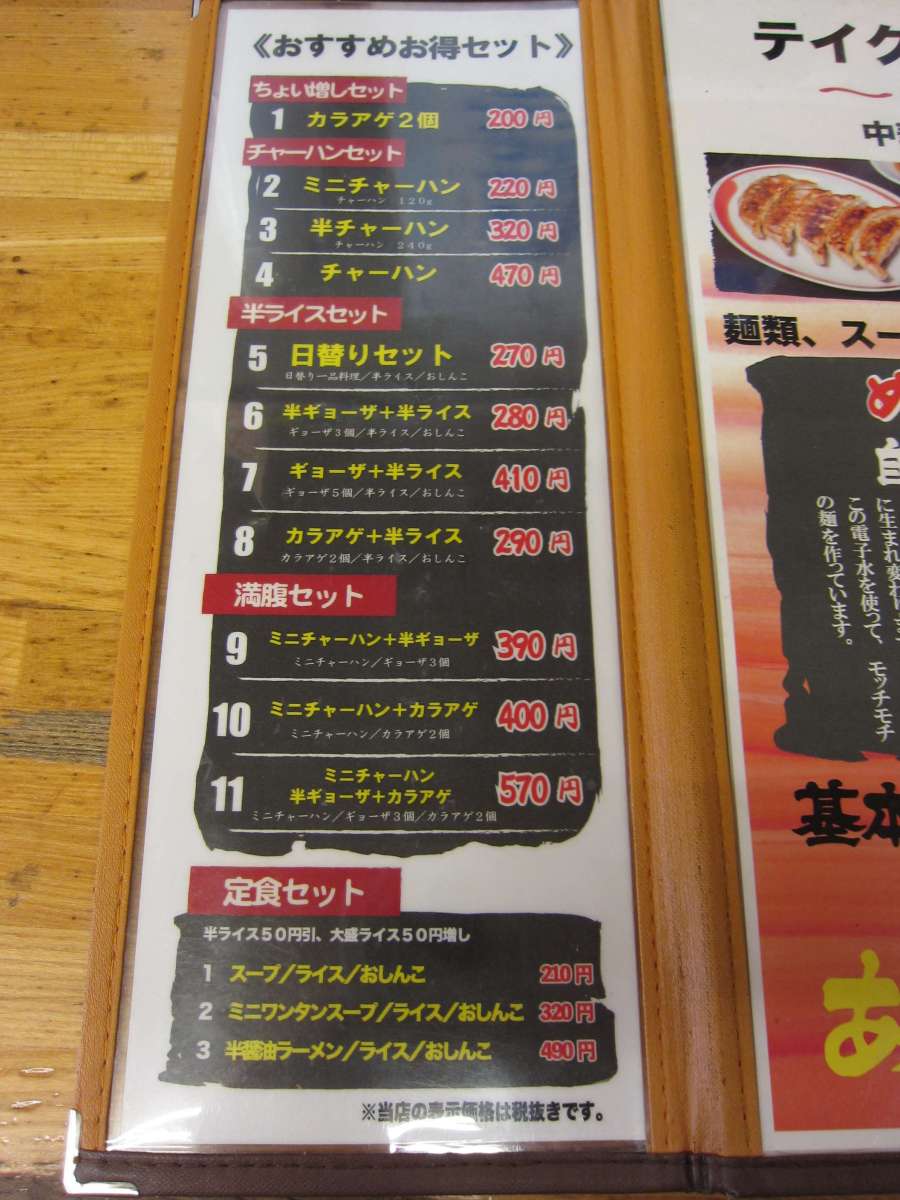 《おすすめお得セット》
ちょい増しセット
1 カラアゲ２個 200円
チャーハンセット
2 ミニチャーハン 220円
チャーハン １２０g
3 半チャーハン 320円
チャーハン ２４０g
4 チャーハン 470円
半ライスセット
5 日替りセット 270円
日替り一品料理／半ライス／おしんこ
6 半ギョーザ＋半ライス 280円
ギョーザ３個／半ライス／おしんこ
7 ギョーザ＋半ライス 410円
ギョーザ５個／半ライス／おしんこ
8 カラアゲ＋半ライス 290円
カラアゲ２個／半ライス／おしんこ
満腹セット
9 ミニチャーハン＋半ギョーザ 390円
ミニチャーハン／ギョーザ３個
10 ミニチャーハン＋カラアゲ 400円
ミニチャーハン／カラアゲ２個
11 ミニチャーハン
半ギョーザ＋カラアゲ 570円
ミニチャーハン／ギョーザ３個／カラアゲ２個
定食セット
半ライス５０円引、大盛ライス５０円増し
1 スープ／ライス／おしんこ 210円
2 ミニワンタンスープ／ライス／おしんこ 320円
3 半醤油ラーメン／ライス／おしんこ 490円
※当店の表示価格は税抜きです。
テイク
中
麺類、スー
め
自
に生まれ変わ
この電子水を使って、モッチモチ
の麺を作っています。
基本
あ